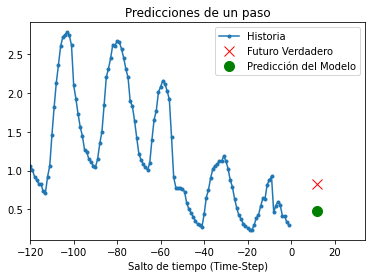 Predicciones de un paso
Historia
Futuro Verdadero
Predicción del Modelo
2.5
2.0
1.5
1.0
0.5
−120 −100 −80 −60 −40 −20 0 20
Salto de tiempo (Time-Step)